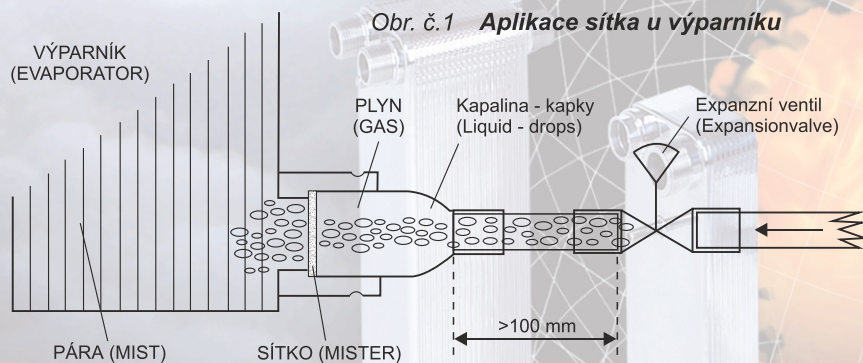 Obr. č.1 Aplikace sítka u výparníku
VÝPARNÍK
(EVAPORATOR)
PLYN
(GAS)
Kapalina - kapky
(Liquid - drops)
Expanzní ventil
(Expansionvalve)
>100 mm
PÁRA (MIST)
SÍTKO (MISTER)